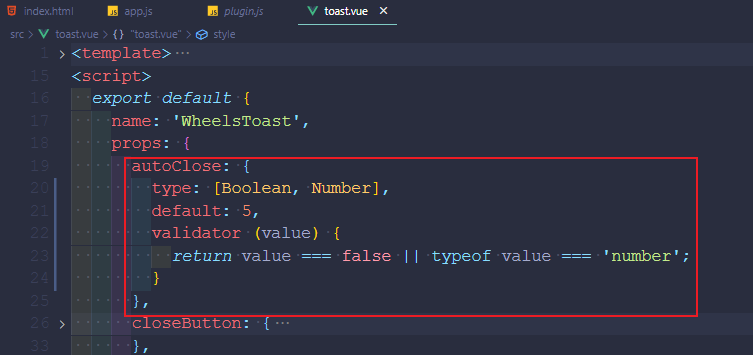 index.html app.js plugin.js toast.vue ×
src > toast.vue > {} "toast.vue" > style
1 > <template> ...
15 <script>
16 export default {
17 name: 'WheelsToast',
18 props: {
19 autoClose: {
20 type: [Boolean, Number],
21 default: 5,
22 validator (value) {
23 return value === false || typeof value === 'number';
24 }
25 },
26 > closeButton: { ...
33 },